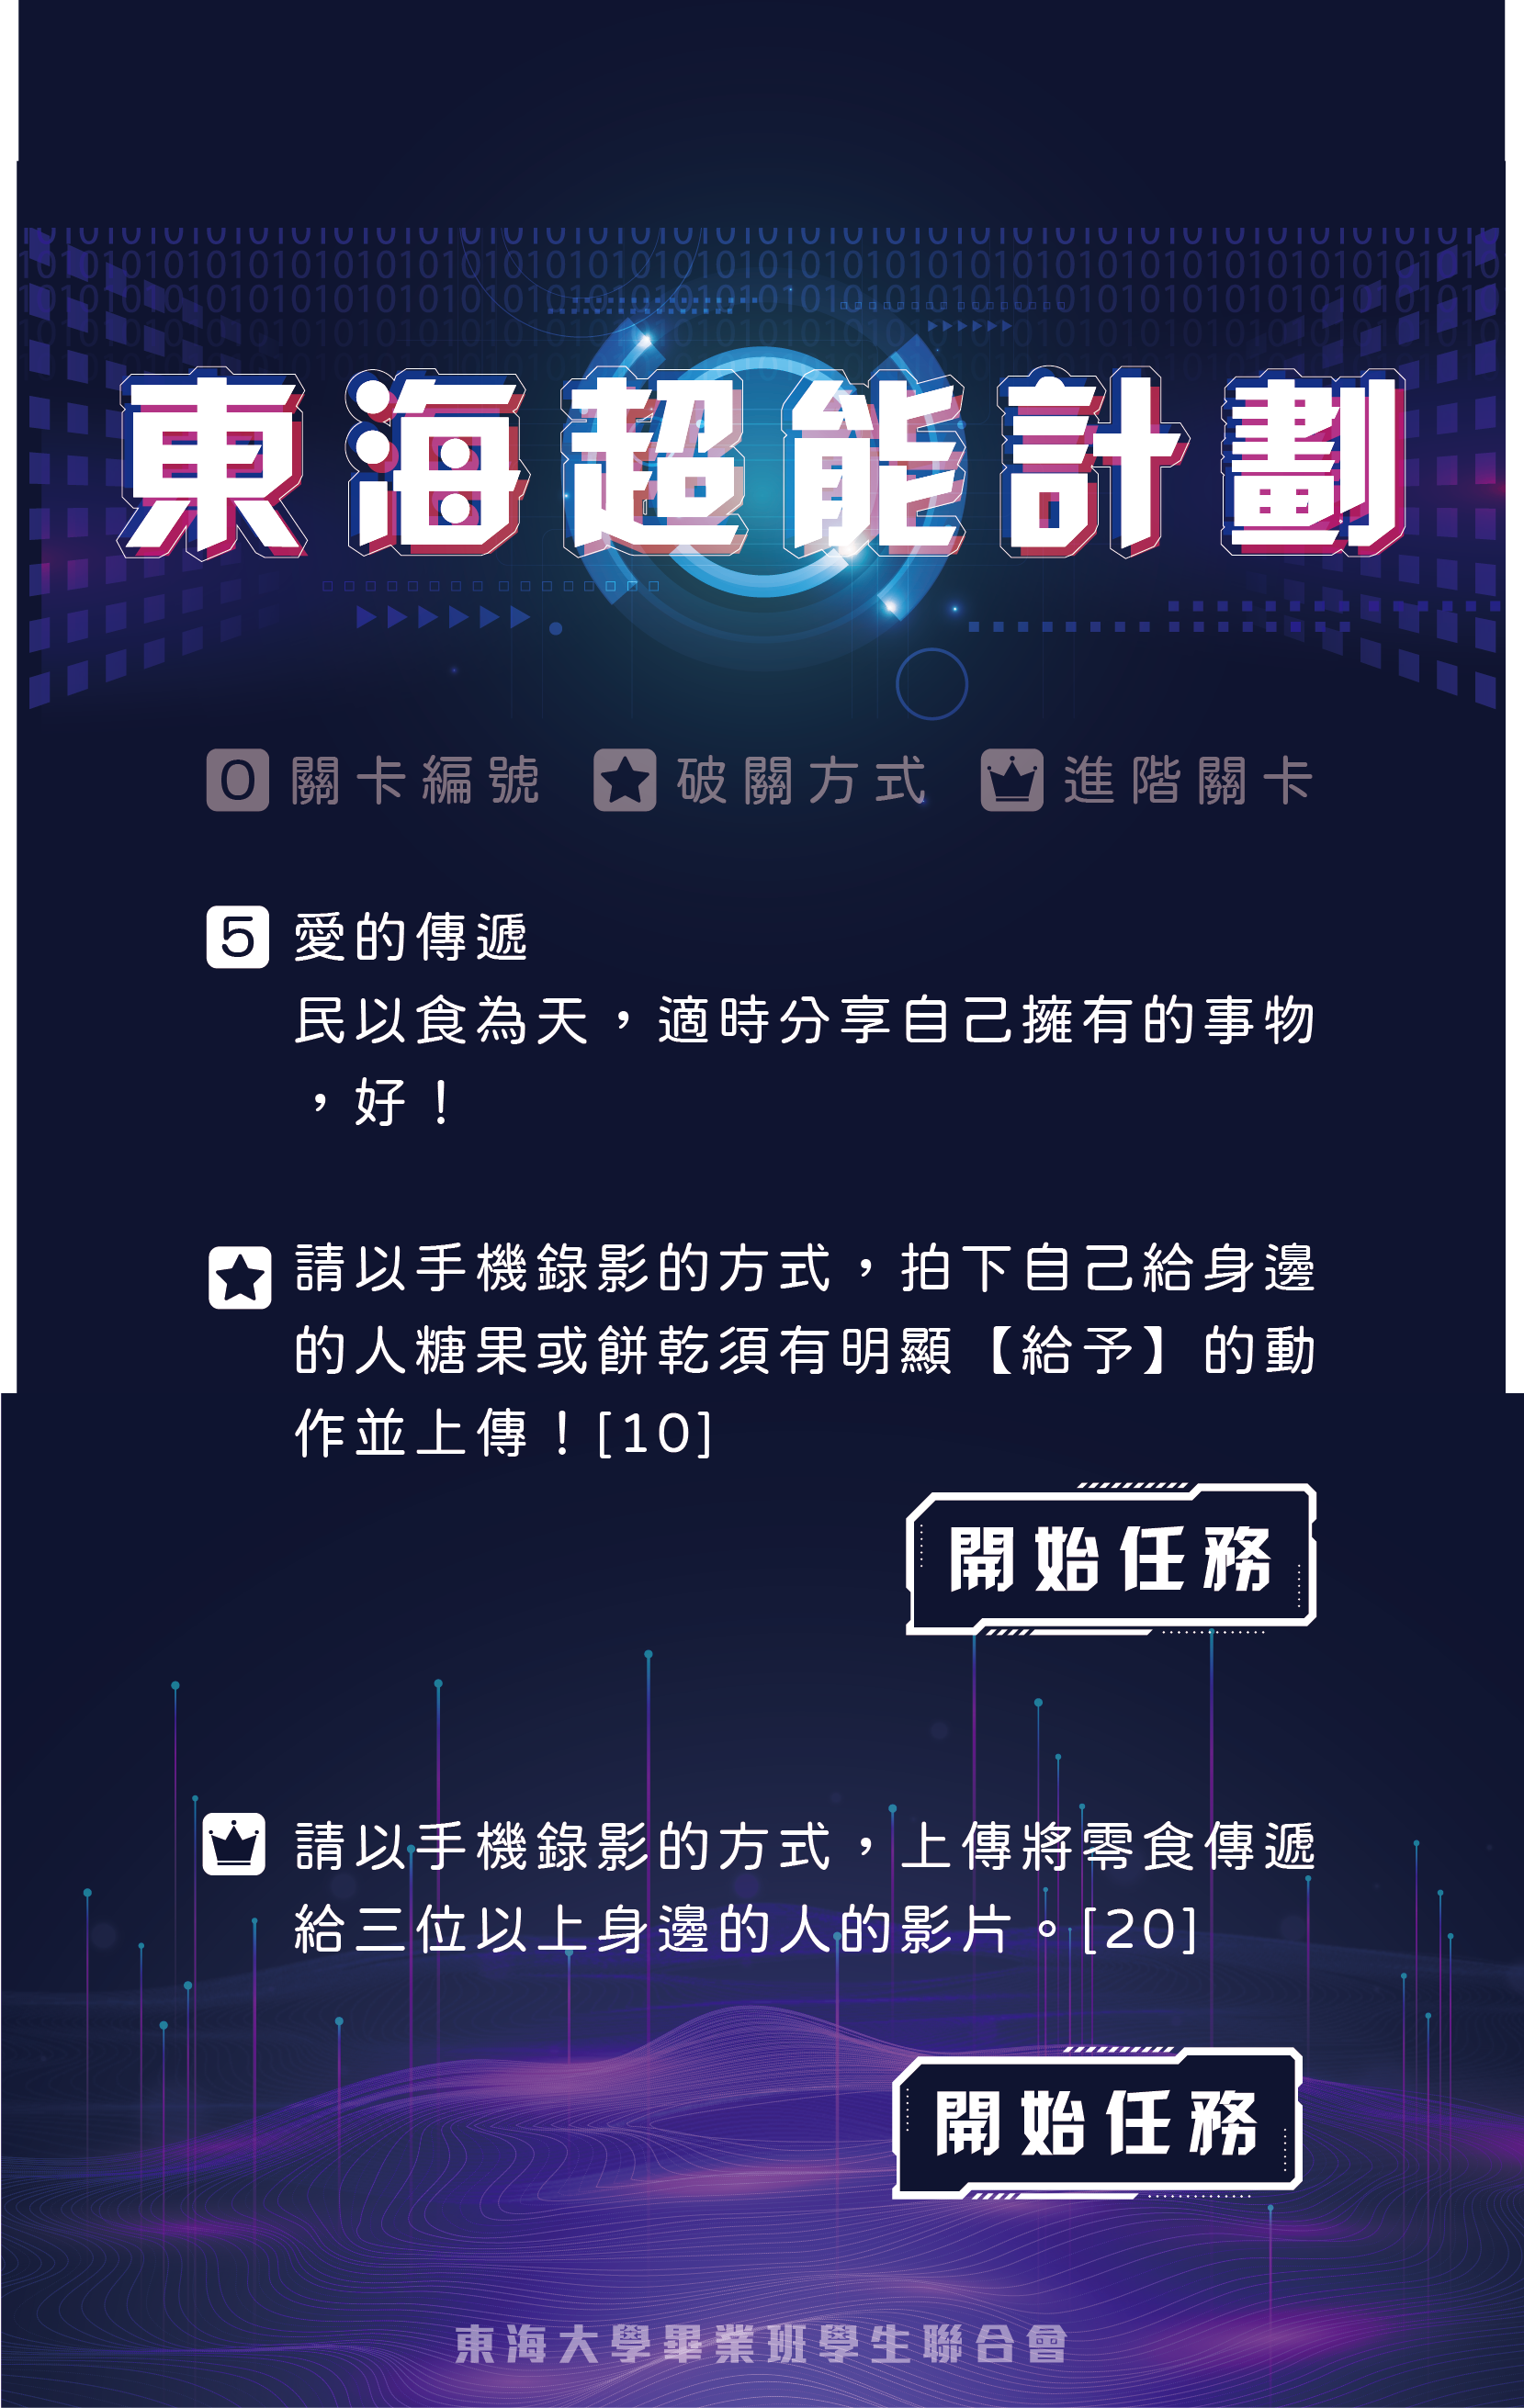 東海超能計劃
0 關卡編號 破關方式 進階關卡
5 愛的傳遞
民以食為天，適時分享自己擁有的事物
，好！
請以手機錄影的方式，拍下自己給身邊
的人糖果或餅乾須有明顯【給予】的動
作並上傳！[10]
開始任務
請以手機錄影的方式，上傳將零食傳遞
給三位以上身邊的人的影片。[20]
開始任務
東海大學畢業班學生聯合會